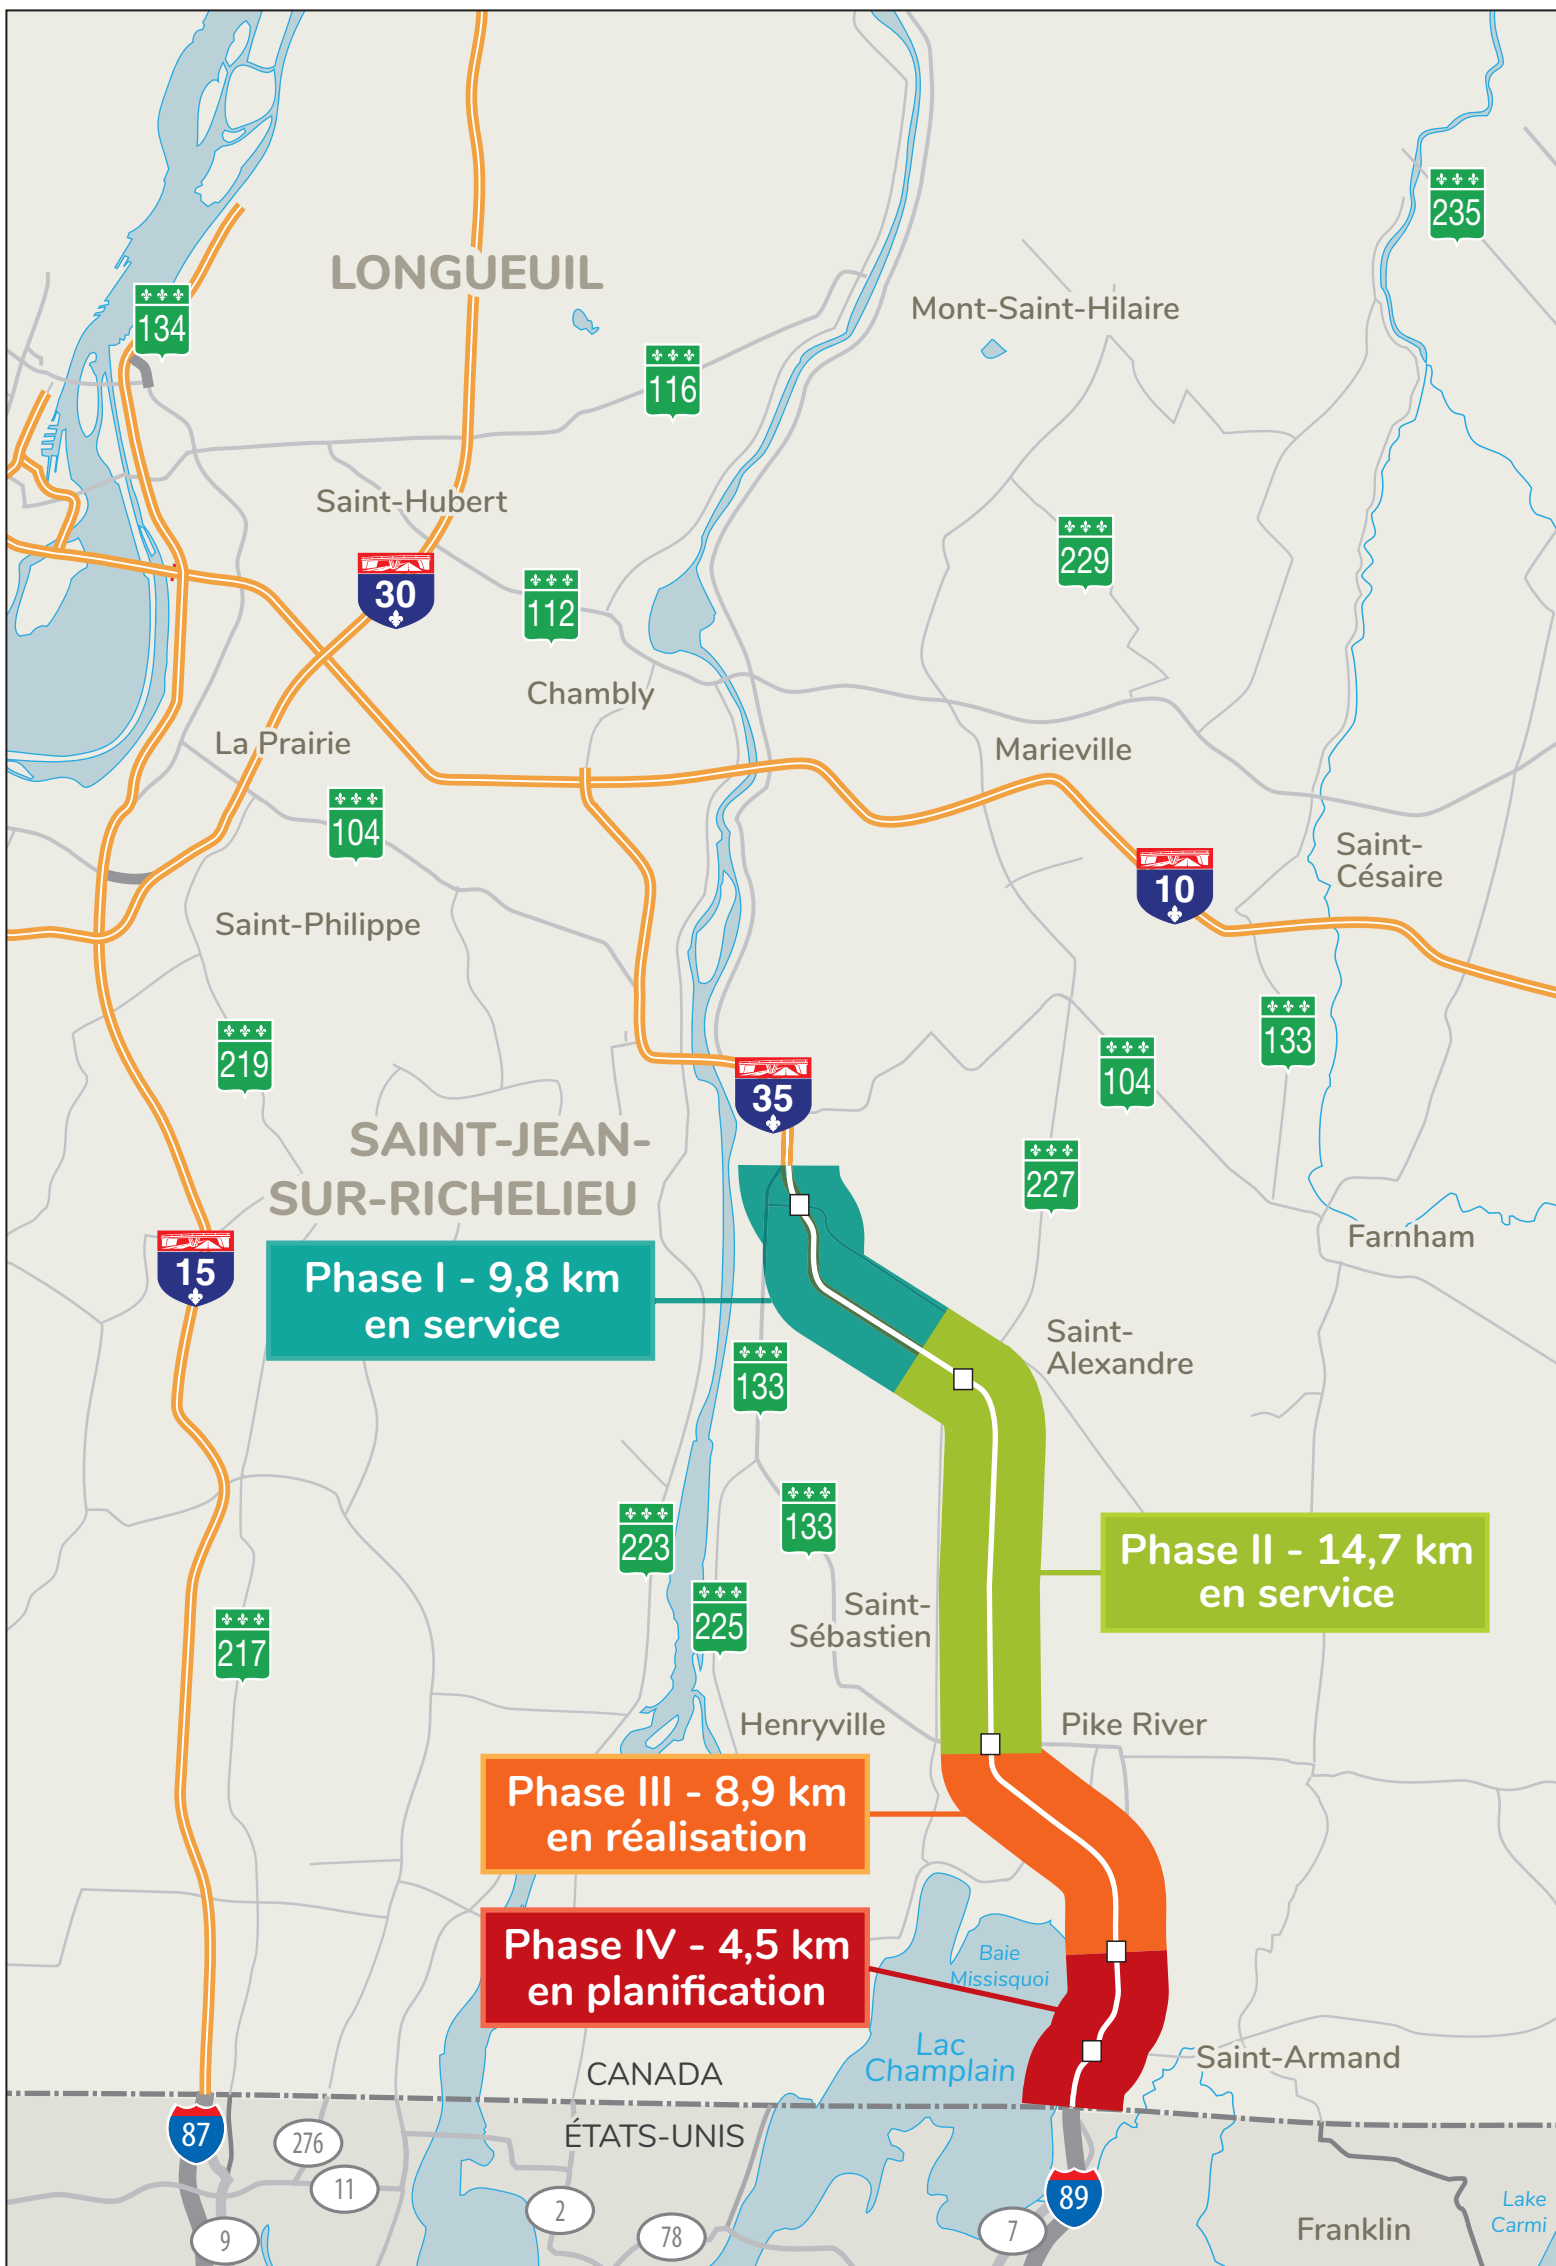 235
LONGUEUIL
134
Mont-Saint-Hilaire
116
Saint-Hubert
30
229
112
Chambly
La Prairie
Marieville
104
Saint-
Césaire
10
Saint-Philippe
133
219
104
35
SAINT-JEAN-
SUR-RICHELIEU
227
Farnham
15
Phase I - 9,8 km
en service
Saint-
Alexandre
133
223
133
Phase II - 14,7 km
en service
225
Saint-
Sébastien
217
Henryville
Pike River
Phase III - 8,9 km
en réalisation
Phase IV - 4,5 km
en planification
Baie
Missisquoi
Lac
Champlain
Saint-Armand
CANADA
ÉTATS-UNIS
87
276
11
9
2
78
7
89
Franklin
Lake
Carmi